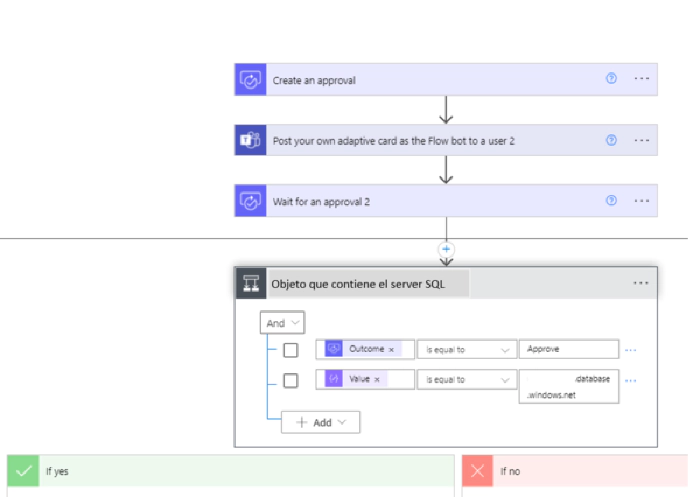 Create an approval
Post your own adaptive card as the Flow bot to a user 2
Wait for an approval 2
Objeto que contiene el server SQL
And
Outcome x is equal to Approve
Value x is equal to .database
.windows.net
Add
If yes
If no